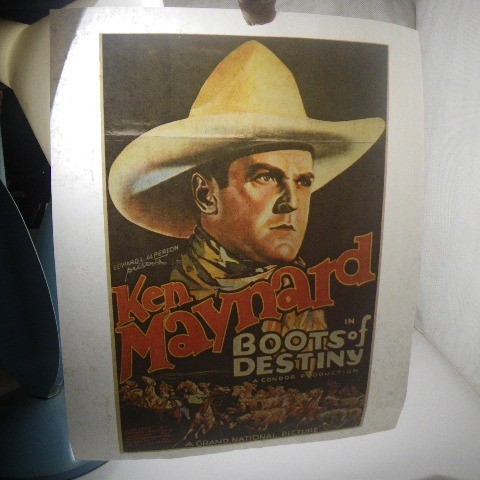 EDWARD L. ALPERSON
presents
Ken
Maynard
IN
BOOTS of
DESTINY
A CONDOR PRODUCTION
A GRAND NATIONAL PICTURE